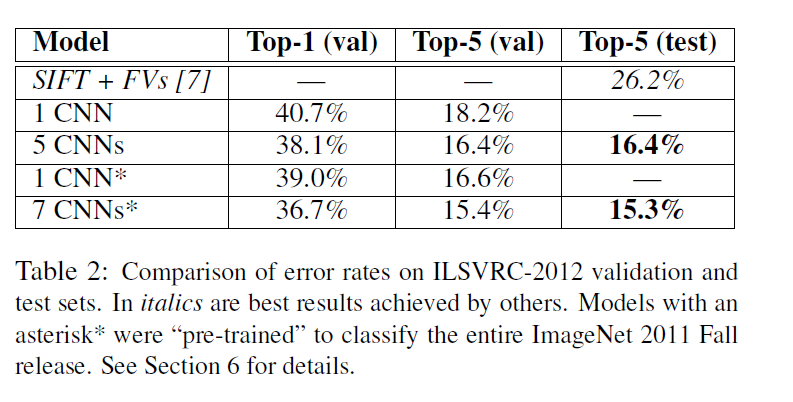 Model Top-1 (val) Top-5 (val) Top-5 (test)
SIFT + FVs [7] — — 26.2%
1 CNN 40.7% 18.2% —
5 CNNs 38.1% 16.4% 16.4%
1 CNN* 39.0% 16.6% —
7 CNNs* 36.7% 15.4% 15.3%
Table 2: Comparison of error rates on ILSVRC-2012 validation and
test sets. In italics are best results achieved by others. Models with an
asterisk* were “pre-trained” to classify the entire ImageNet 2011 Fall
release. See Section 6 for details.